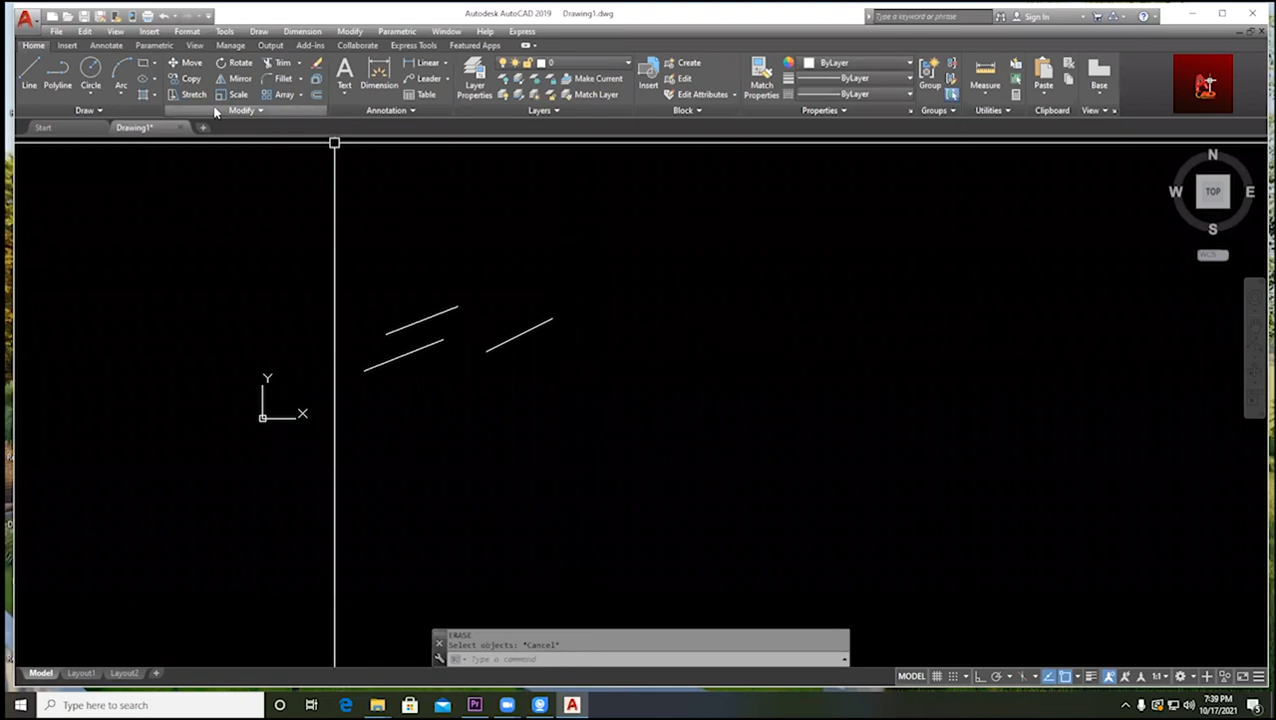 Autodesk AutoCAD 2019 Drawing1.dwg
Type a keyword or phrase
Sign In
File Edit View Insert Format Tools Draw Dimension Modify Parametric Window Help Express
Home Insert Annotate Parametric View Manage Output Add-ins Collaborate Express Tools Featured Apps
Line Polyline Circle Arc
Move Rotate Trim
Copy Mirror Fillet
Stretch Scale Array
Text Dimension
Linear
Leader
Table
Layer Properties
0
Make Current
Match Layer
Insert
Create
Edit
Edit Attributes
Match Properties
ByLayer
ByLayer
ByLayer
Group
Measure
Paste
Base
Draw Modify Annotation Layers Block Properties Groups Utilities Clipboard View
Start Drawing1*
N
W TOP E
S
WCS
Y
X
ERASE
Select objects: *Cancel*
Type a command
Model Layout1 Layout2
MODEL
1:1
Type here to search
Pr
7:39 PM
10/17/2021